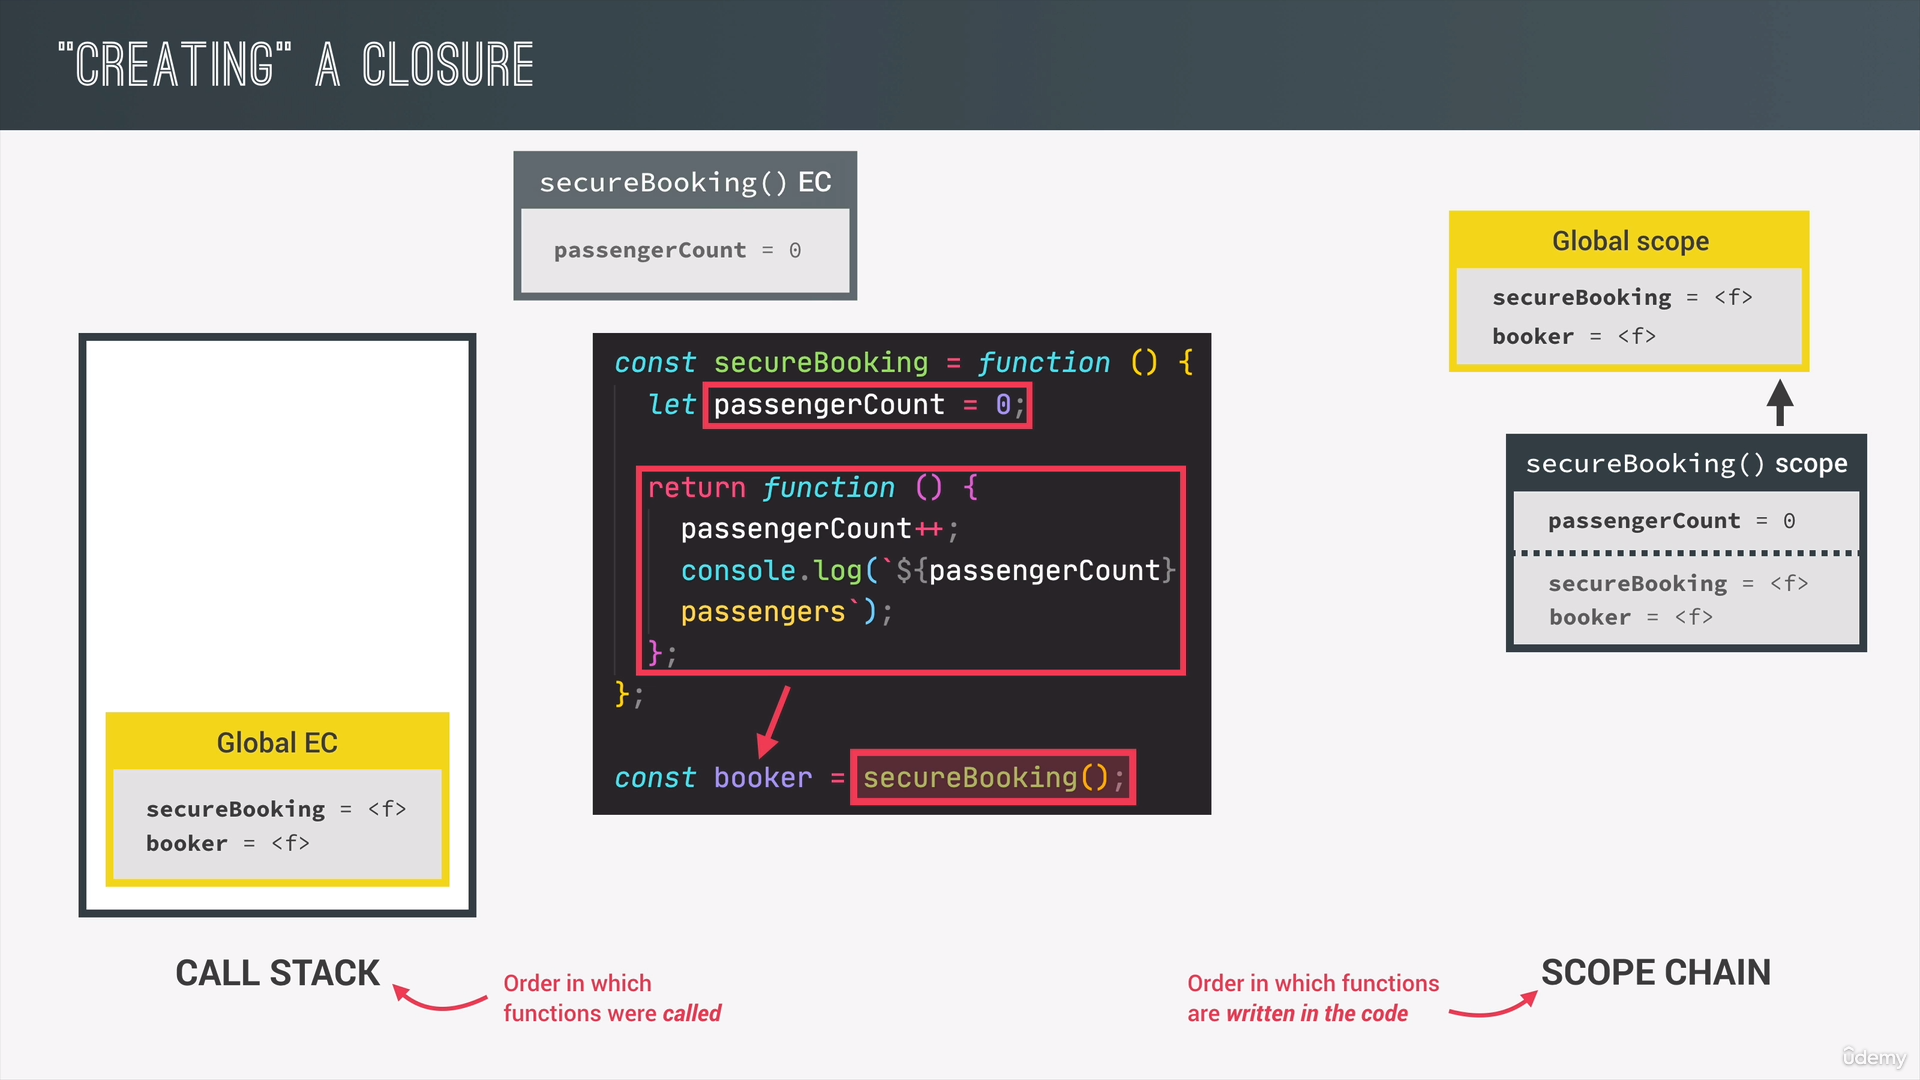 "CREATING" A CLOSURE
secureBooking() EC
passengerCount = 0
Global scope
secureBooking = <f>
booker = <f>
secureBooking() scope
passengerCount = 0
secureBooking = <f>
booker = <f>
const secureBooking = function () {
let passengerCount = 0;
return function () {
passengerCount++;
console.log(`${passengerCount}
passengers`);
};
};
const booker = secureBooking();
Global EC
secureBooking = <f>
booker = <f>
CALL STACK
Order in which
functions were called
Order in which functions
are written in the code
SCOPE CHAIN
ûdemy